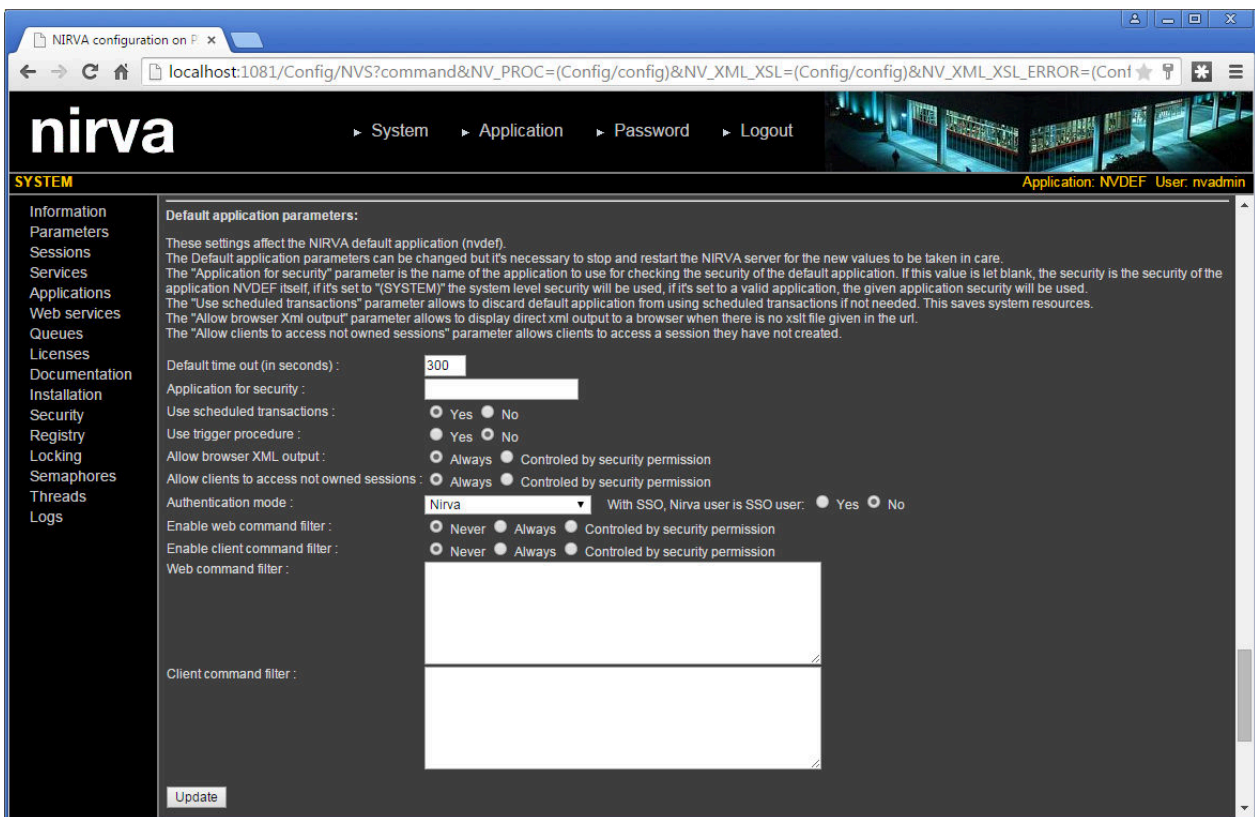 NIRVA configuration on P
localhost:1081/Config/NVS?command&NV_PROC=(Config/config)&NV_XML_XSL=(Config/config)&NV_XML_XSL_ERROR=(Conf
nirva
System Application Password Logout
SYSTEM
Application: NVDEF User: nvadmin
Information
Parameters
Sessions
Services
Applications
Web services
Queues
Licenses
Documentation
Installation
Security
Registry
Locking
Semaphores
Threads
Logs
Default application parameters:
These settings affect the NIRVA default application (nvdef).
The Default application parameters can be changed but it's necessary to stop and restart the NIRVA server for the new values to be taken in care.
The "Application for security" parameter is the name of the application to use for checking the security of the default application. If this value is let blank, the security is the security of the
application NVDEF itself, if it's set to "(SYSTEM)" the system level security will be used, if it's set to a valid application, the given application security will be used.
The "Use scheduled transactions" parameter allows to discard default application from using scheduled transactions if not needed. This saves system resources.
The "Allow browser Xml output" parameter allows to display direct xml output to a browser when there is no xslt file given in the url.
The "Allow clients to access not owned sessions" parameter allows clients to access a session they have not created.
Default time out (in seconds) : 300
Application for security :
Use scheduled transactions : Yes No
Use trigger procedure : Yes No
Allow browser XML output : Always Controled by security permission
Allow clients to access not owned sessions : Always Controled by security permission
Authentication mode : Nirva With SSO, Nirva user is SSO user: Yes No
Enable web command filter : Never Always Controled by security permission
Enable client command filter : Never Always Controled by security permission
Web command filter :
Client command filter :
Update